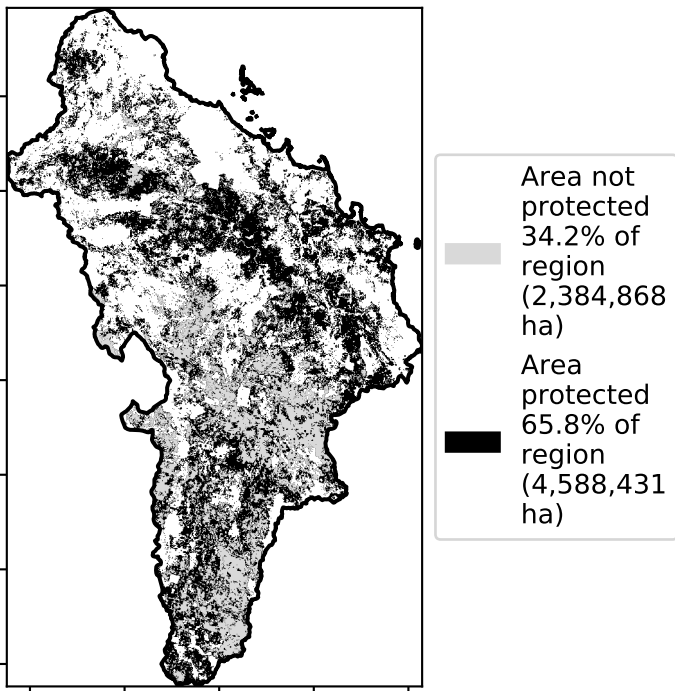 Area not
protected
34.2% of
region
(2,384,868
ha)
Area
protected
65.8% of
region
(4,588,431
ha)